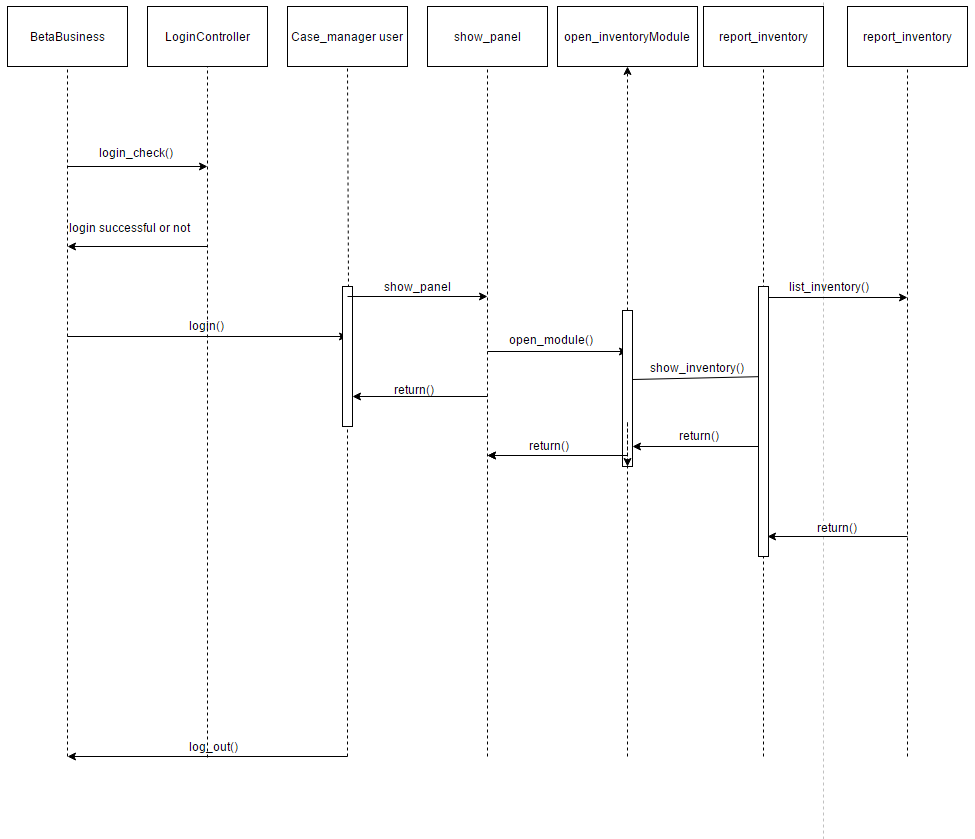 BetaBusiness
LoginController
Case_manager user
show_panel
open_inventoryModule
report_inventory
report_inventory
login_check()
login successful or not
show_panel
list_inventory()
login()
open_module()
show_inventory()
return()
return()
return()
return()
log_out()